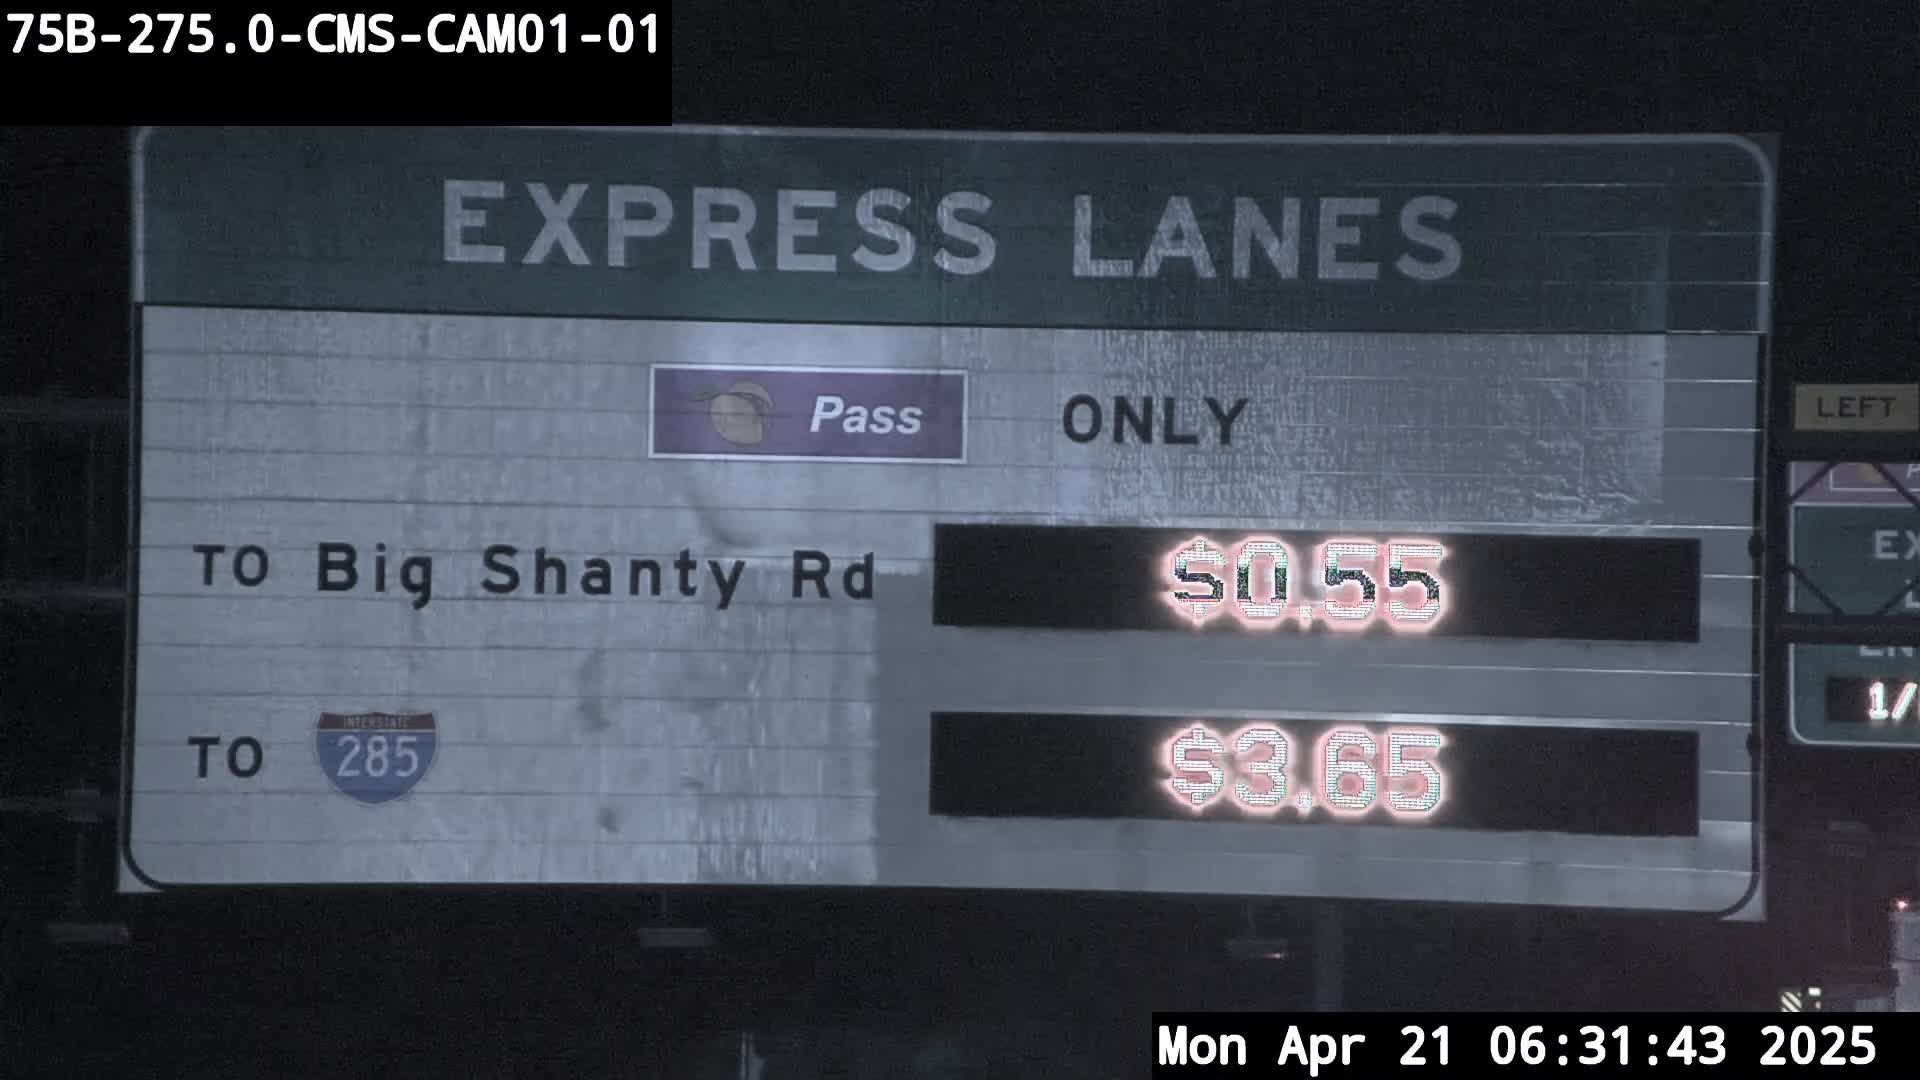 75B-275.0-CMS-CAM01-01
EXPRESS LANES
Pass ONLY
TO Big Shanty Rd $0.55
TO INTERSTATE 285 $3.65
LEFT
1/
Mon Apr 21 06:31:43 2025